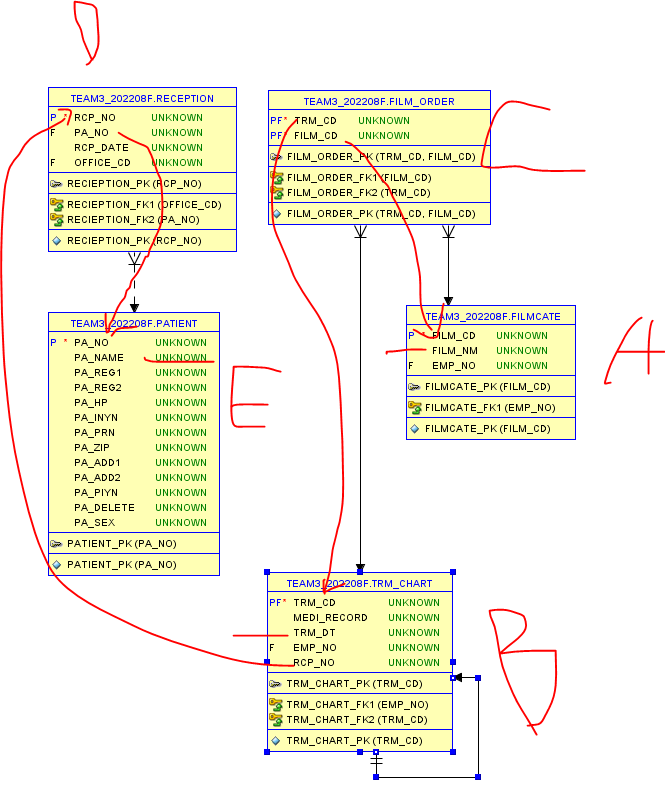 D
TEAM3_202208F.RECEPTION
P * RCP_NO UNKNOWN
F PA_NO UNKNOWN
RCP_DATE UNKNOWN
F OFFICE_CD UNKNOWN
RECIEPTION_PK (RCP_NO)
RECIEPTION_FK1 (OFFICE_CD)
RECIEPTION_FK2 (PA_NO)
RECIEPTION_PK (RCP_NO)
TEAM3_202208F.FILM_ORDER
PF* TRM_CD UNKNOWN
PF* FILM_CD UNKNOWN
FILM_ORDER_PK (TRM_CD, FILM_CD)
FILM_ORDER_FK1 (FILM_CD)
FILM_ORDER_FK2 (TRM_CD)
FILM_ORDER_PK (TRM_CD, FILM_CD)
C
TEAM3_202208F.PATIENT
P * PA_NO UNKNOWN
PA_NAME UNKNOWN
PA_REG1 UNKNOWN
PA_REG2 UNKNOWN
PA_HP UNKNOWN
PA_INYN UNKNOWN
PA_PRN UNKNOWN
PA_ZIP UNKNOWN
PA_ADD1 UNKNOWN
PA_ADD2 UNKNOWN
PA_PIYN UNKNOWN
PA_DELETE UNKNOWN
PA_SEX UNKNOWN
PATIENT_PK (PA_NO)
PATIENT_PK (PA_NO)
E
TEAM3_202208F.FILMCATE
P * FILM_CD UNKNOWN
FILM_NM UNKNOWN
F EMP_NO UNKNOWN
FILMCATE_PK (FILM_CD)
FILMCATE_FK1 (EMP_NO)
FILMCATE_PK (FILM_CD)
A
TEAM3_202208F.TRM_CHART
PF* TRM_CD UNKNOWN
MEDI_RECORD UNKNOWN
TRM_DT UNKNOWN
F EMP_NO UNKNOWN
RCP_NO UNKNOWN
TRM_CHART_PK (TRM_CD)
TRM_CHART_FK1 (EMP_NO)
TRM_CHART_FK2 (TRM_CD)
TRM_CHART_PK (TRM_CD)
B